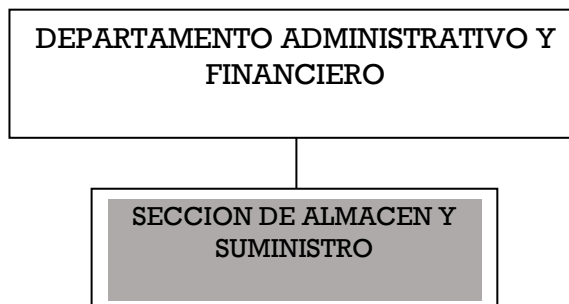 DEPARTAMENTO ADMINISTRATIVO Y
FINANCIERO
SECCION DE ALMACEN Y
SUMINISTRO